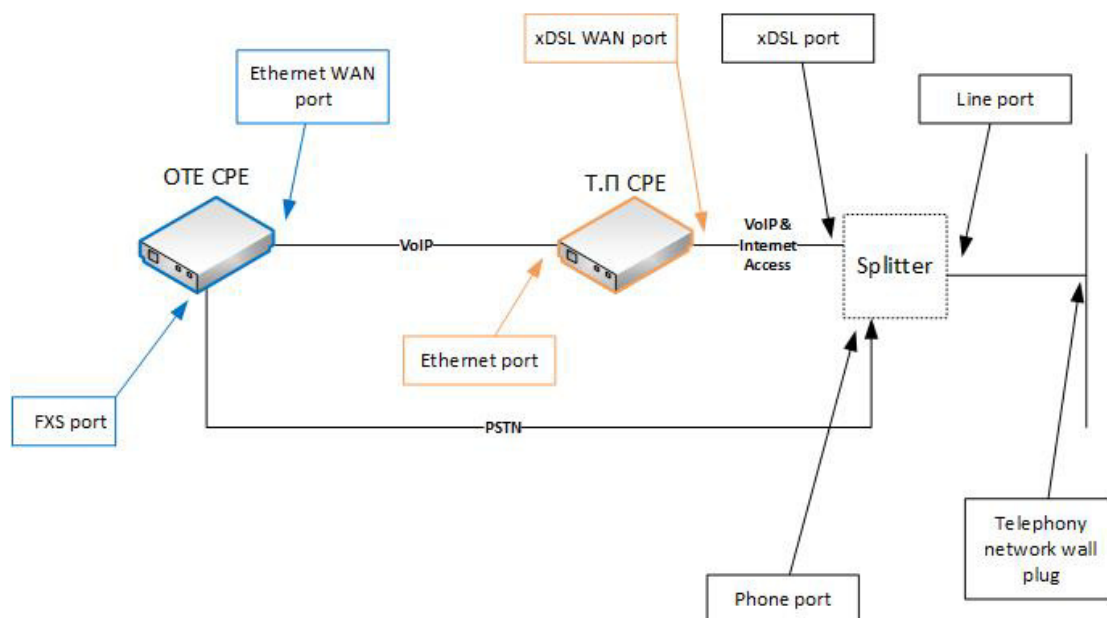 xDSL WAN port
xDSL port
Ethernet WAN
port
Line port
OTE CPE
Τ.Π CPE
VoIP
VoIP &
Internet
Access
Splitter
Ethernet port
FXS port
PSTN
Telephony
network wall
plug
Phone port